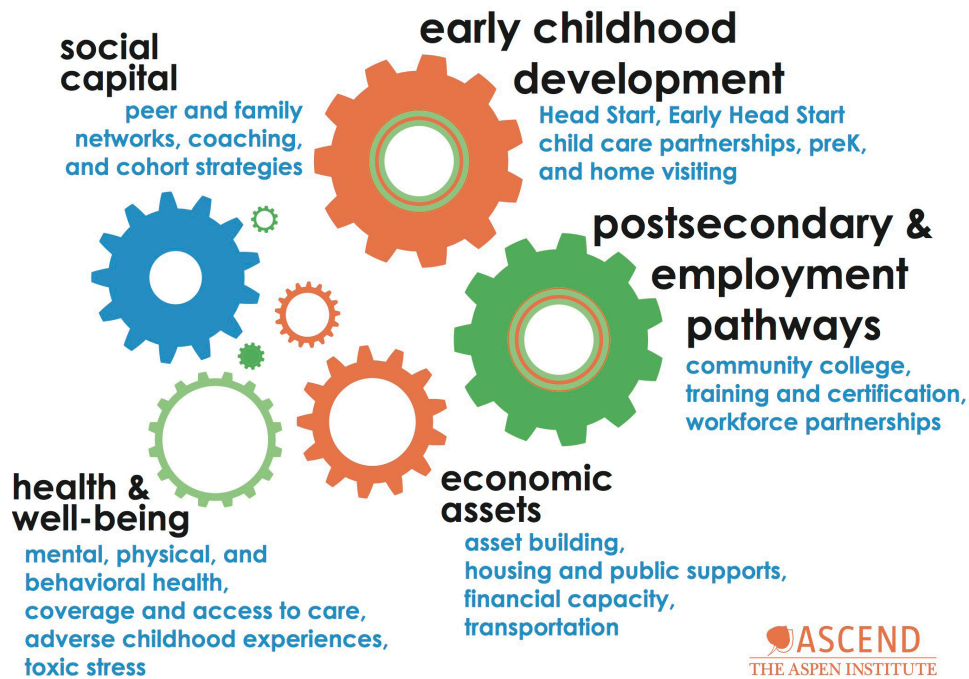 social
capital
peer and family
networks, coaching,
and cohort strategies
early childhood
development
Head Start, Early Head Start
child care partnerships, preK,
and home visiting
postsecondary &
employment
pathways
community college,
training and certification,
workforce partnerships
health &
well-being
mental, physical, and
behavioral health,
coverage and access to care,
adverse childhood experiences,
toxic stress
economic
assets
asset building,
housing and public supports,
financial capacity,
transportation
ASCEND
THE ASPEN INSTITUTE